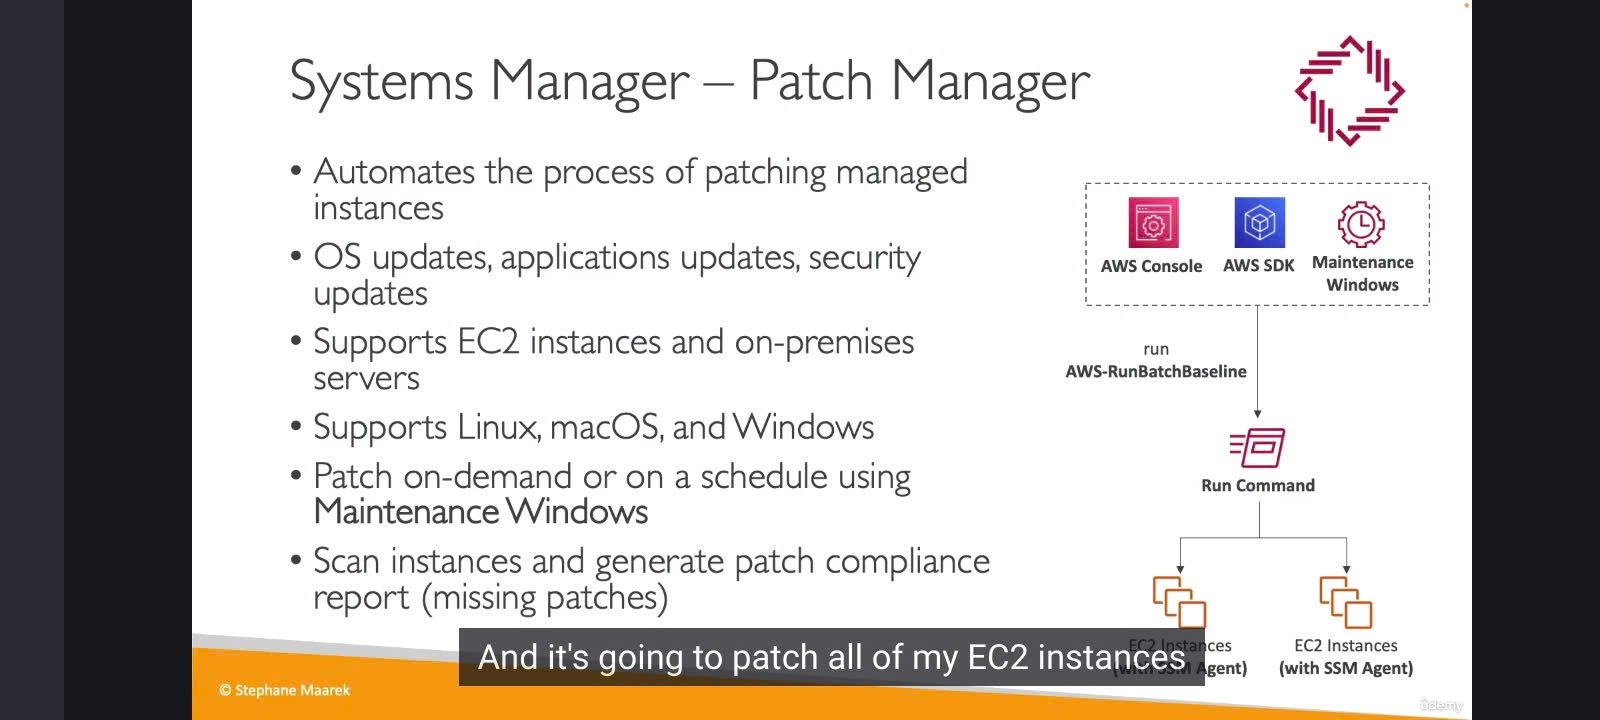 Systems Manager – Patch Manager
• Automates the process of patching managed
instances
• OS updates, applications updates, security
updates
• Supports EC2 instances and on-premises
servers
• Supports Linux, macOS, and Windows
• Patch on-demand or on a schedule using
Maintenance Windows
• Scan instances and generate patch compliance
report (missing patches)
AWS Console
AWS SDK
Maintenance
Windows
run
AWS-RunBatchBaseline
Run Command
EC2 Instances
(with SSM Agent)
EC2 Instances
(with SSM Agent)
And it's going to patch all of my EC2 instances
© Stephane Maarek
ûdemy